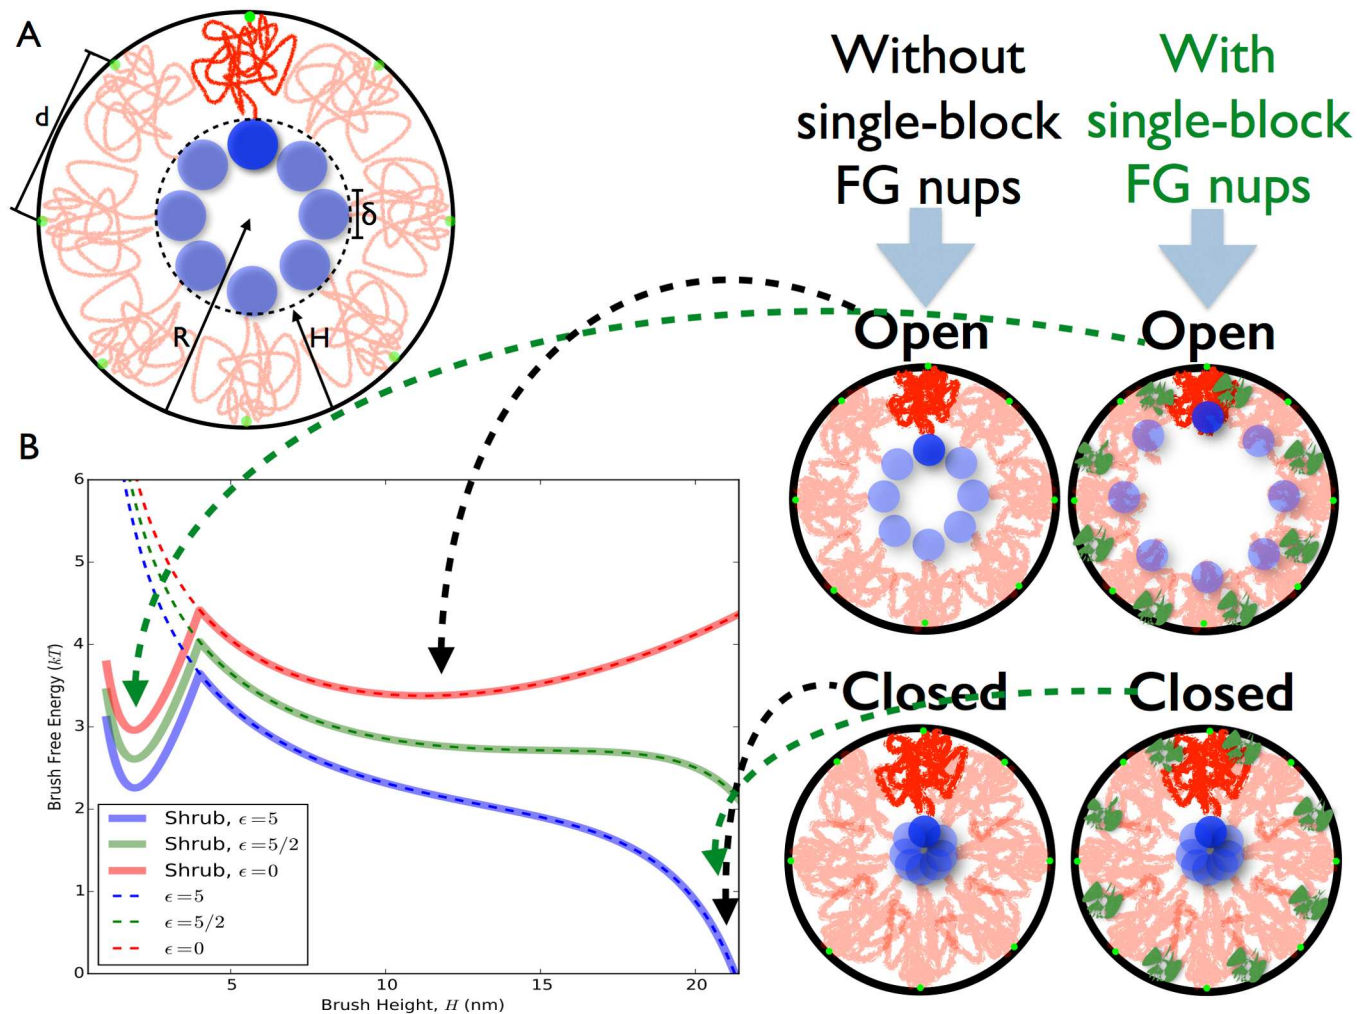 A
d
δ
R
H
Without
single-block
FG nups
With
single-block
FG nups
Open
Open
Closed
Closed
B
Brush Free Energy (kT)
6
5
4
3
2
1
0
5
10
15
20
Brush Height, H (nm)
Shrub, ϵ=5
Shrub, ϵ=5/2
Shrub, ϵ=0
ϵ=5
ϵ=5/2
ϵ=0